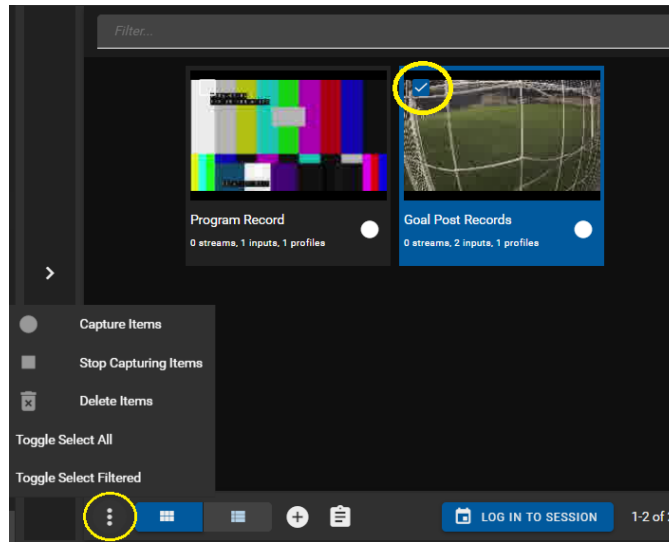 Filter...
Program Record
0 streams, 1 inputs, 1 profiles
Goal Post Records
0 streams, 2 inputs, 1 profiles
Capture Items
Stop Capturing Items
Delete Items
Toggle Select All
Toggle Select Filtered
LOG IN TO SESSION
1-2 of